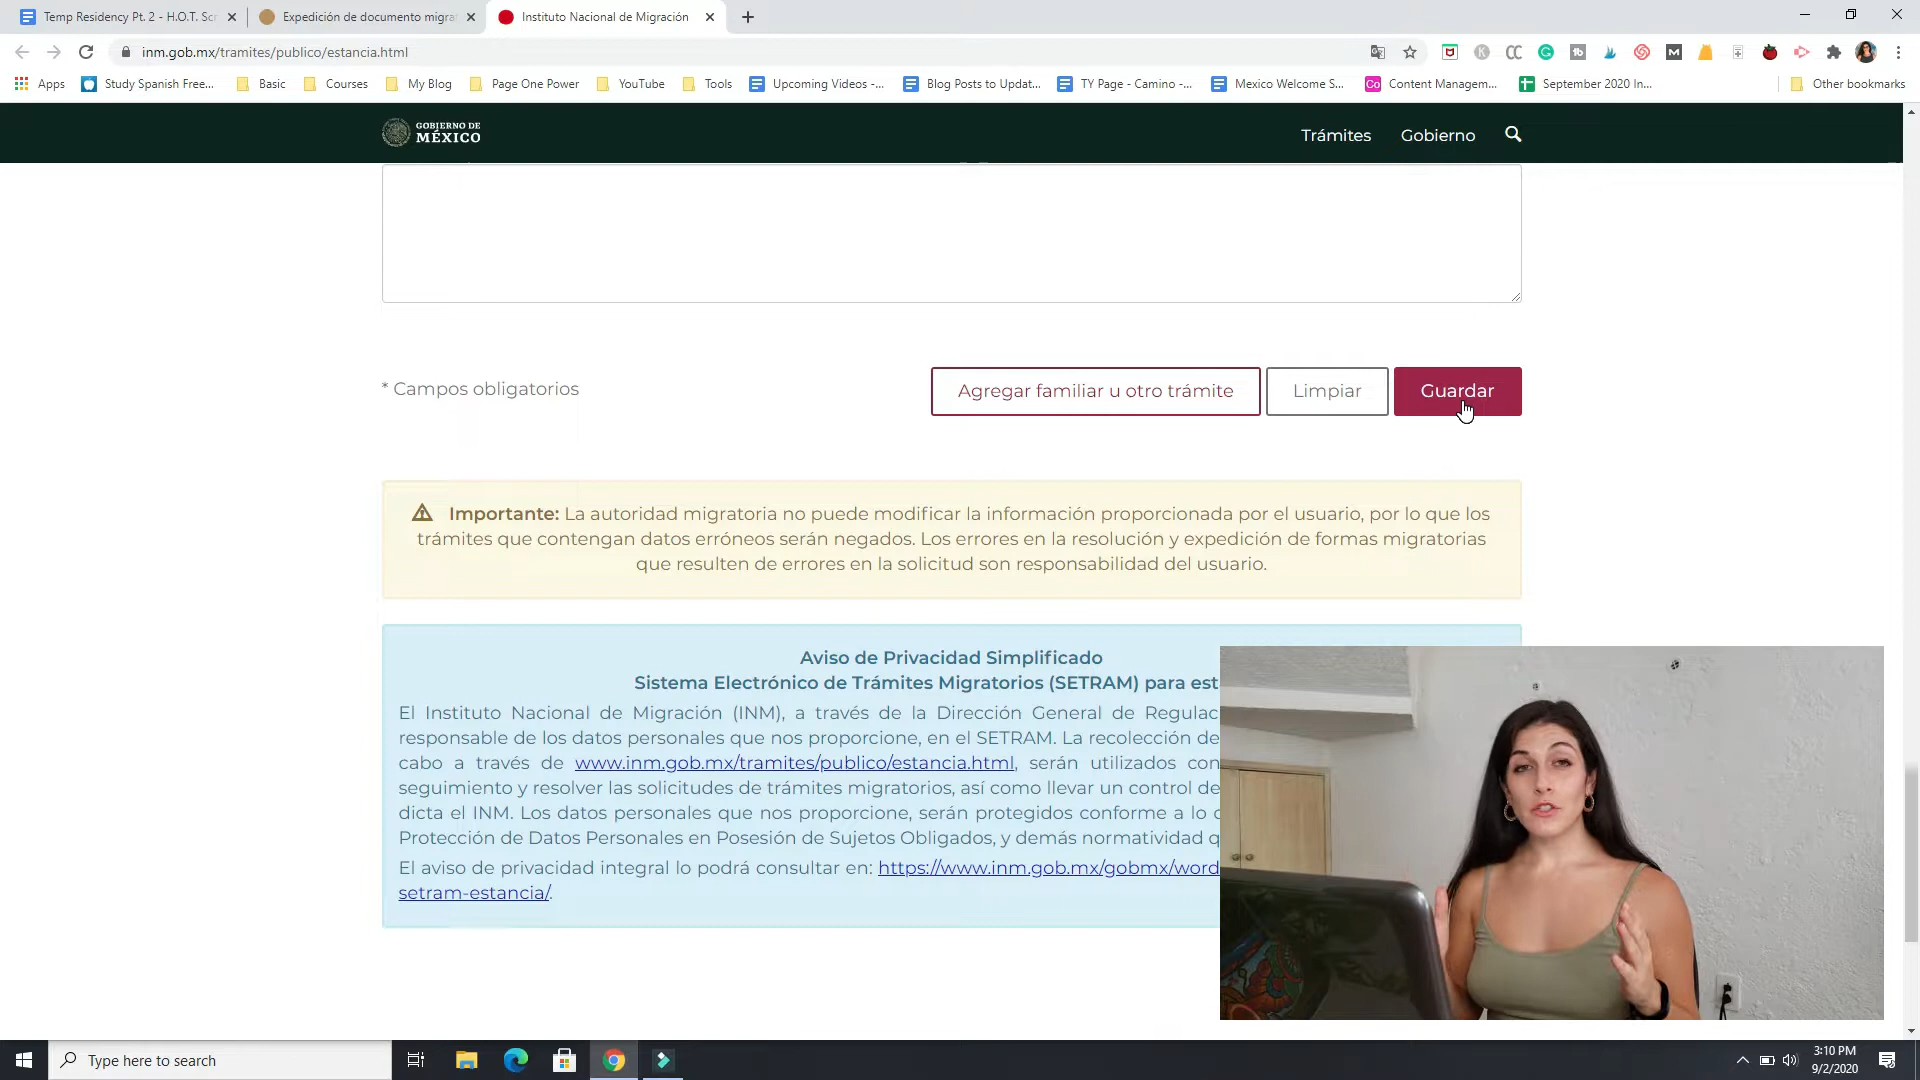 Temp Residency Pt. 2 - H.O.T. Scr
Expedición de documento migra
Instituto Nacional de Migración
inm.gob.mx/tramites/publico/estancia.html
Apps
Study Spanish Free...
Basic
Courses
My Blog
Page One Power
YouTube
Tools
Upcoming Videos -...
Blog Posts to Updat...
TY Page - Camino -...
Mexico Welcome S...
Content Managem...
September 2020 In...
Other bookmarks
GOBIERNO DE
MÉXICO
Trámites
Gobierno
* Campos obligatorios
Agregar familiar u otro trámite
Limpiar
Guardar
Importante: La autoridad migratoria no puede modificar la información proporcionada por el usuario, por lo que los
trámites que contengan datos erróneos serán negados. Los errores en la resolución y expedición de formas migratorias
que resulten de errores en la solicitud son responsabilidad del usuario.
Aviso de Privacidad Simplificado
Sistema Electrónico de Trámites Migratorios (SETRAM) para est
El Instituto Nacional de Migración (INM), a través de la Dirección General de Regulac
responsable de los datos personales que nos proporcione, en el SETRAM. La recolección de
cabo a través de www.inm.gob.mx/tramites/publico/estancia.html, serán utilizados con
seguimiento y resolver las solicitudes de trámites migratorios, así como llevar un control de
dicta el INM. Los datos personales que nos proporcione, serán protegidos conforme a lo
Protección de Datos Personales en Posesión de Sujetos Obligados, y demás normatividad q
El aviso de privacidad integral lo podrá consultar en: https://www.inm.gob.mx/gobmx/word
setram-estancia/.
Type here to search
3:10 PM
9/2/2020